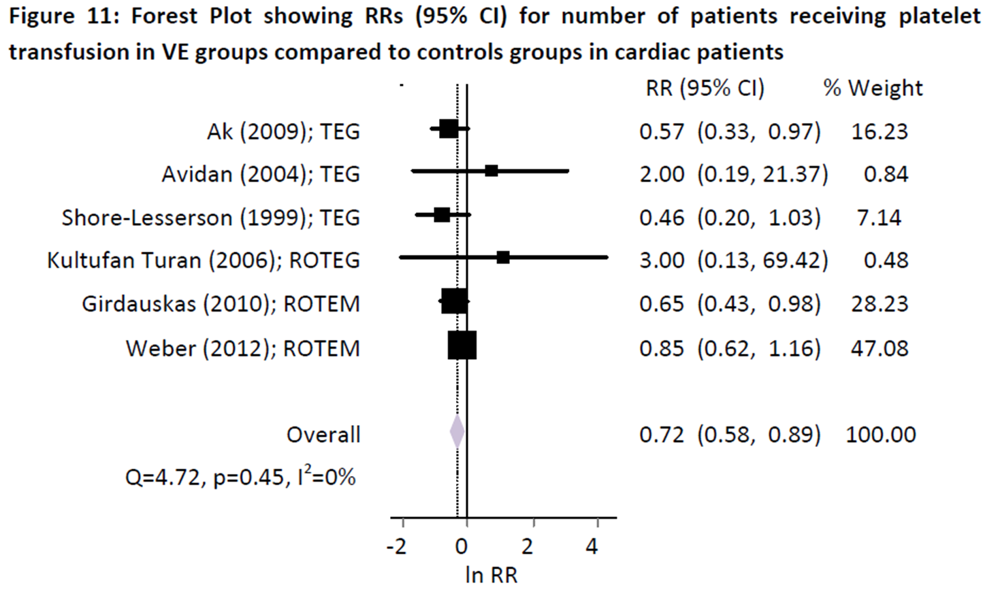 Figure 11: Forest Plot showing RRs (95% CI) for number of patients receiving platelet
transfusion in VE groups compared to controls groups in cardiac patients
RR (95% CI) % Weight
Ak (2009); TEG 0.57 (0.33, 0.97) 16.23
Avidan (2004); TEG 2.00 (0.19, 21.37) 0.84
Shore-Lesserson (1999); TEG 0.46 (0.20, 1.03) 7.14
Kultufan Turan (2006); ROTEG 3.00 (0.13, 69.42) 0.48
Girdauskas (2010); ROTEM 0.65 (0.43, 0.98) 28.23
Weber (2012); ROTEM 0.85 (0.62, 1.16) 47.08
Overall 0.72 (0.58, 0.89) 100.00
Q=4.72, p=0.45, I²=0%
-2 0 2 4
ln RR